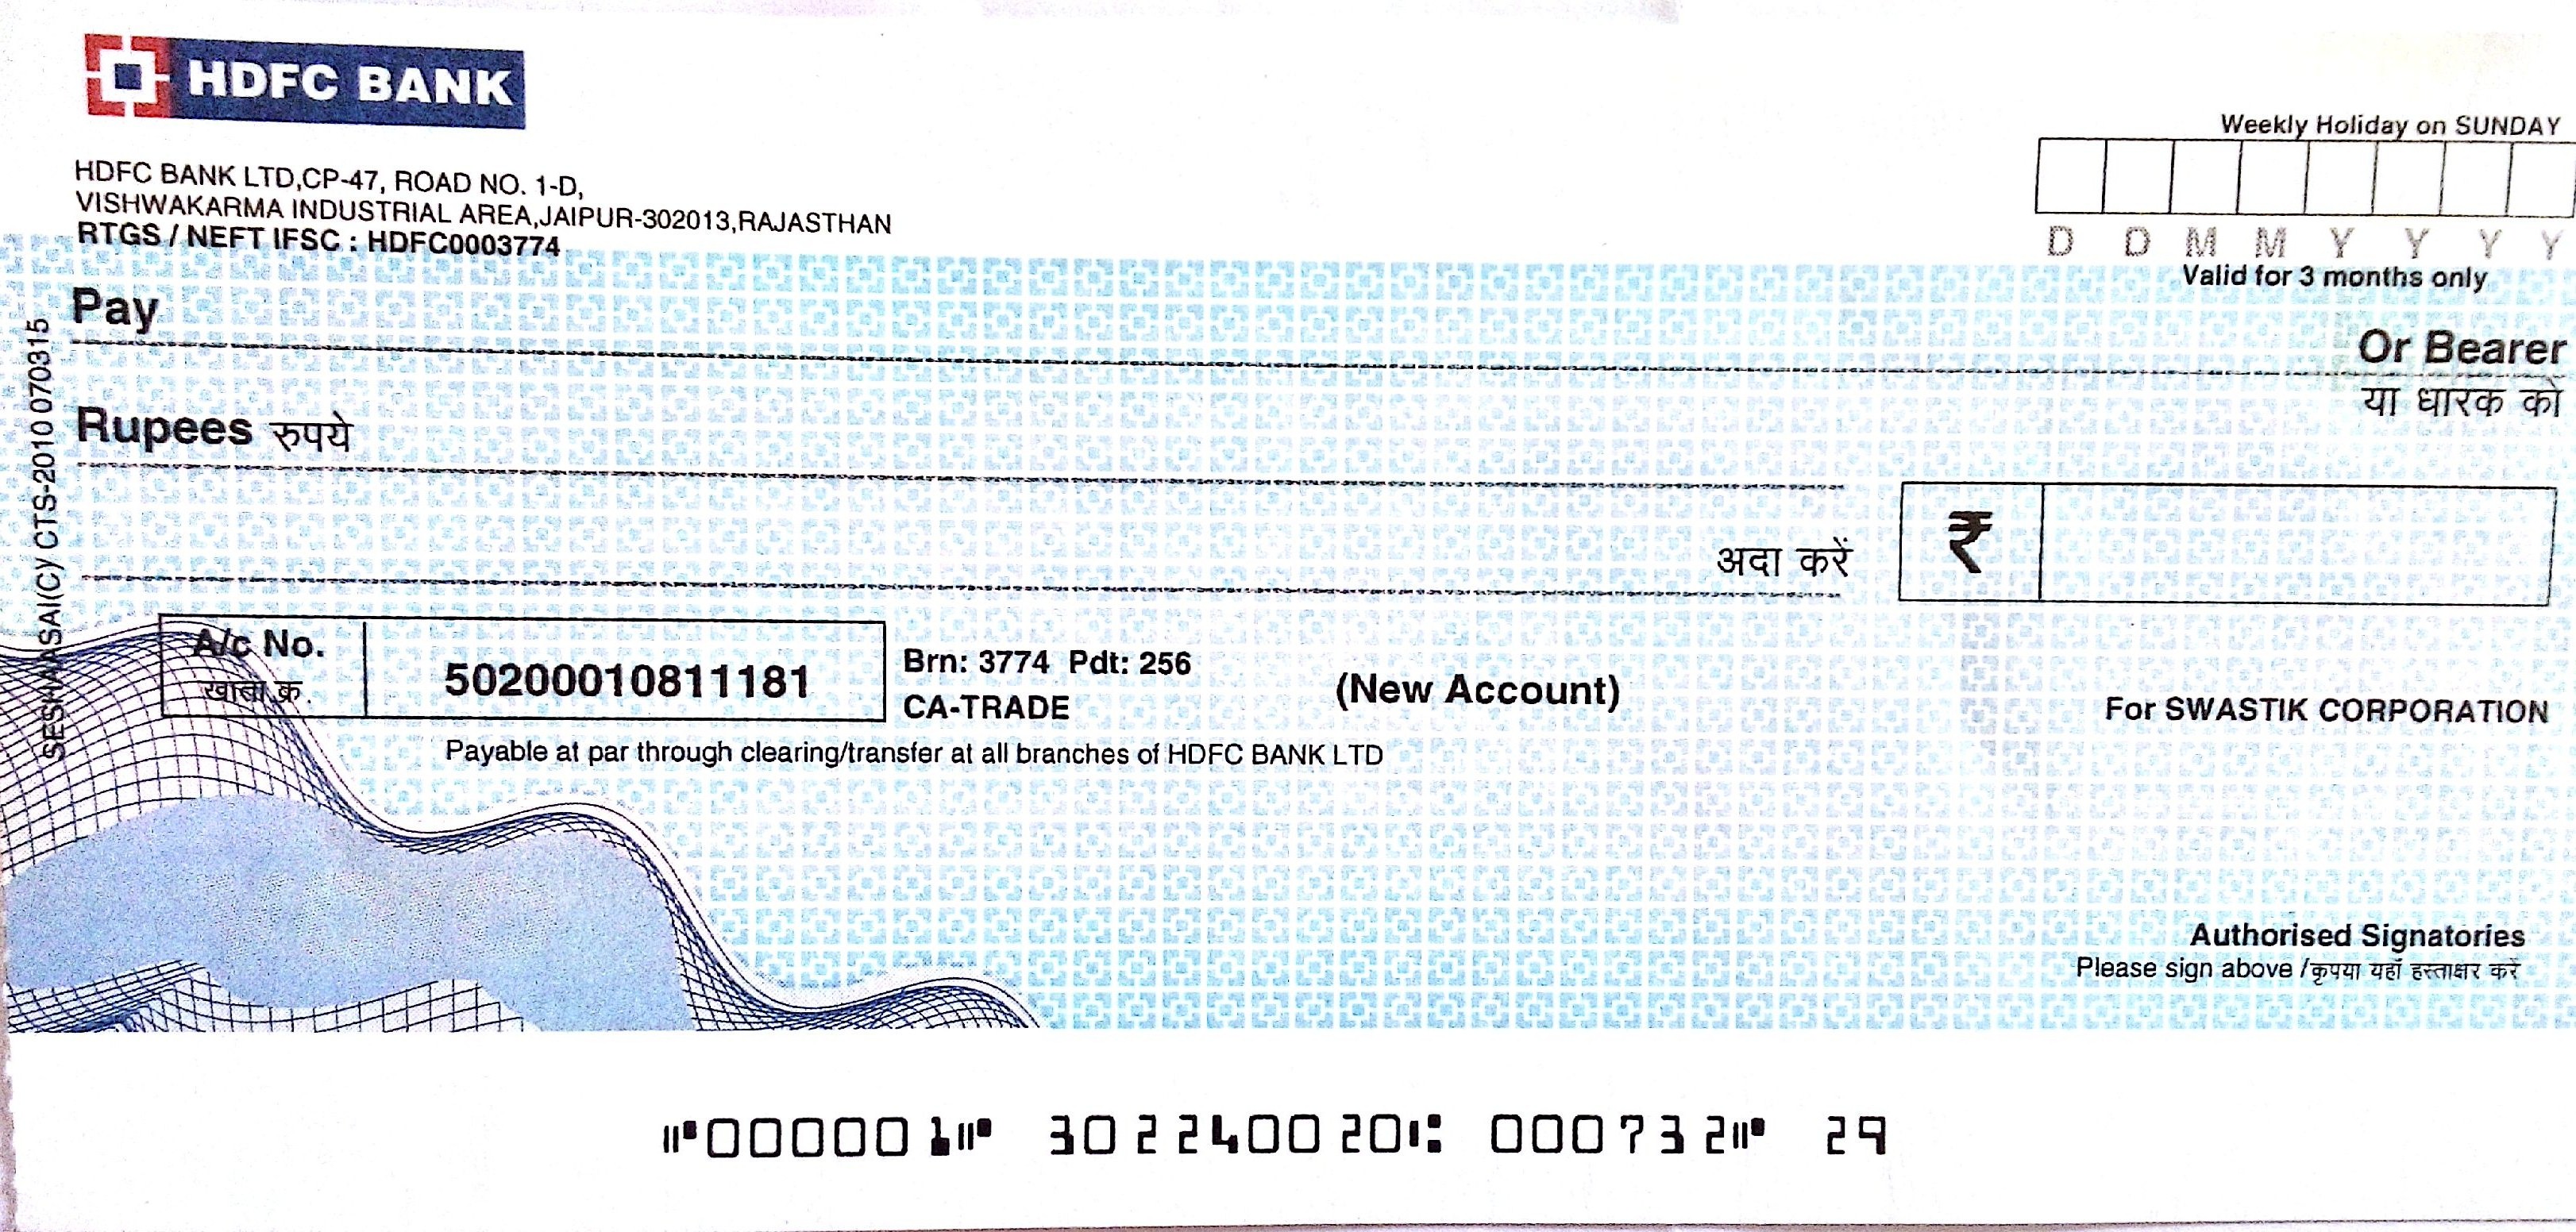 HDFC BANK
HDFC BANK LTD,CP-47, ROAD NO. 1-D,
VISHWAKARMA INDUSTRIAL AREA,JAIPUR-302013,RAJASTHAN
RTGS / NEFT IFSC : HDFC0003774
Weekly Holiday on SUNDAY
D D M M Y Y Y Y
Valid for 3 months only
Pay
Or Bearer
या धारक को
Rupees रुपये
अदा करें
₹
A/c No.
खाता क्र.
50200010811181
Brn: 3774 Pdt: 256
CA-TRADE
(New Account)
For SWASTIK CORPORATION
Payable at par through clearing/transfer at all branches of HDFC BANK LTD
Authorised Signatories
Please sign above /कृपया यहाँ हस्ताक्षर करें
SESHAASAI(C)/ CTS-2010 070315
⑈000001⑈ 302240020⑆ 000732⑈ 29